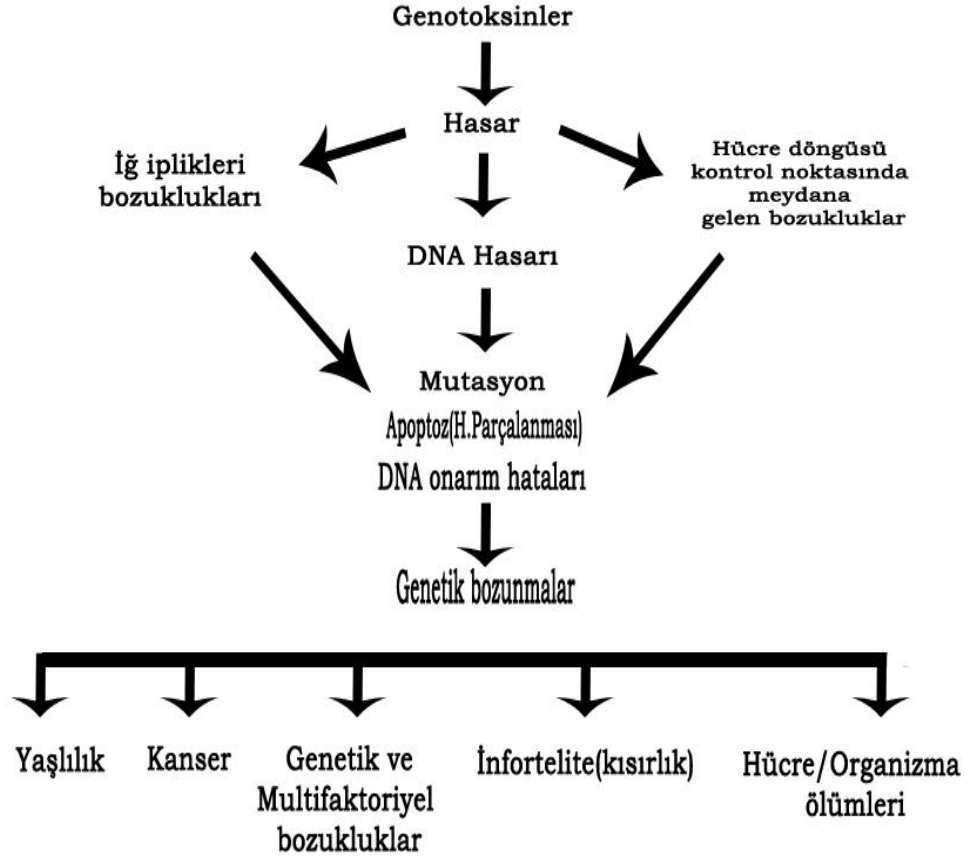 Genotoksinler
Hasar
İğ iplikleri
bozuklukları
Hücre döngüsü
kontrol noktasında
meydana
gelen bozukluklar
DNA Hasarı
Mutasyon
Apoptoz(H.Parçalanması)
DNA onarım hataları
Genetik bozunmalar
Yaşlılık
Kanser
Genetik ve
Multifaktoriyel
bozukluklar
İnfortelite(kısırlık)
Hücre/Organizma
ölümleri